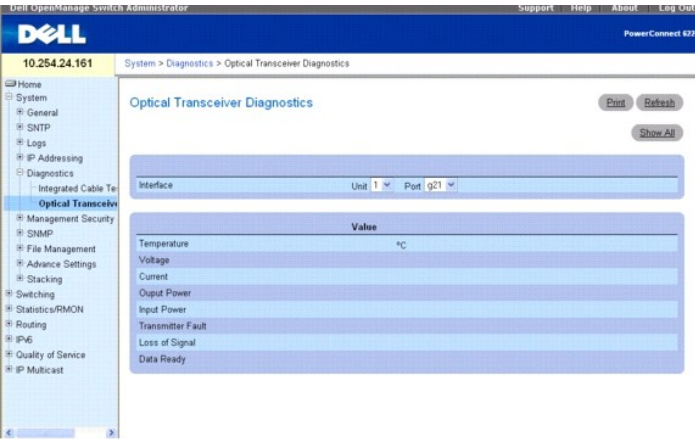 Dell OpenManage Switch Administrator Support Help About Log Out
DELL
PowerConnect 622
10.254.24.161
System > Diagnostics > Optical Transceiver Diagnostics
Home
System
General
SNTP
Logs
IP Addressing
Diagnostics
Integrated Cable Te
Optical Transceive
Management Security
SNMP
File Management
Advance Settings
Stacking
Switching
Statistics/RMON
Routing
IPv6
Quality of Service
IP Multicast
Optical Transceiver Diagnostics
Print Refresh
Show All
Interface Unit 1 Port g21
Value
Temperature °C
Voltage
Current
Ouput Power
Input Power
Transmitter Fault
Loss of Signal
Data Ready